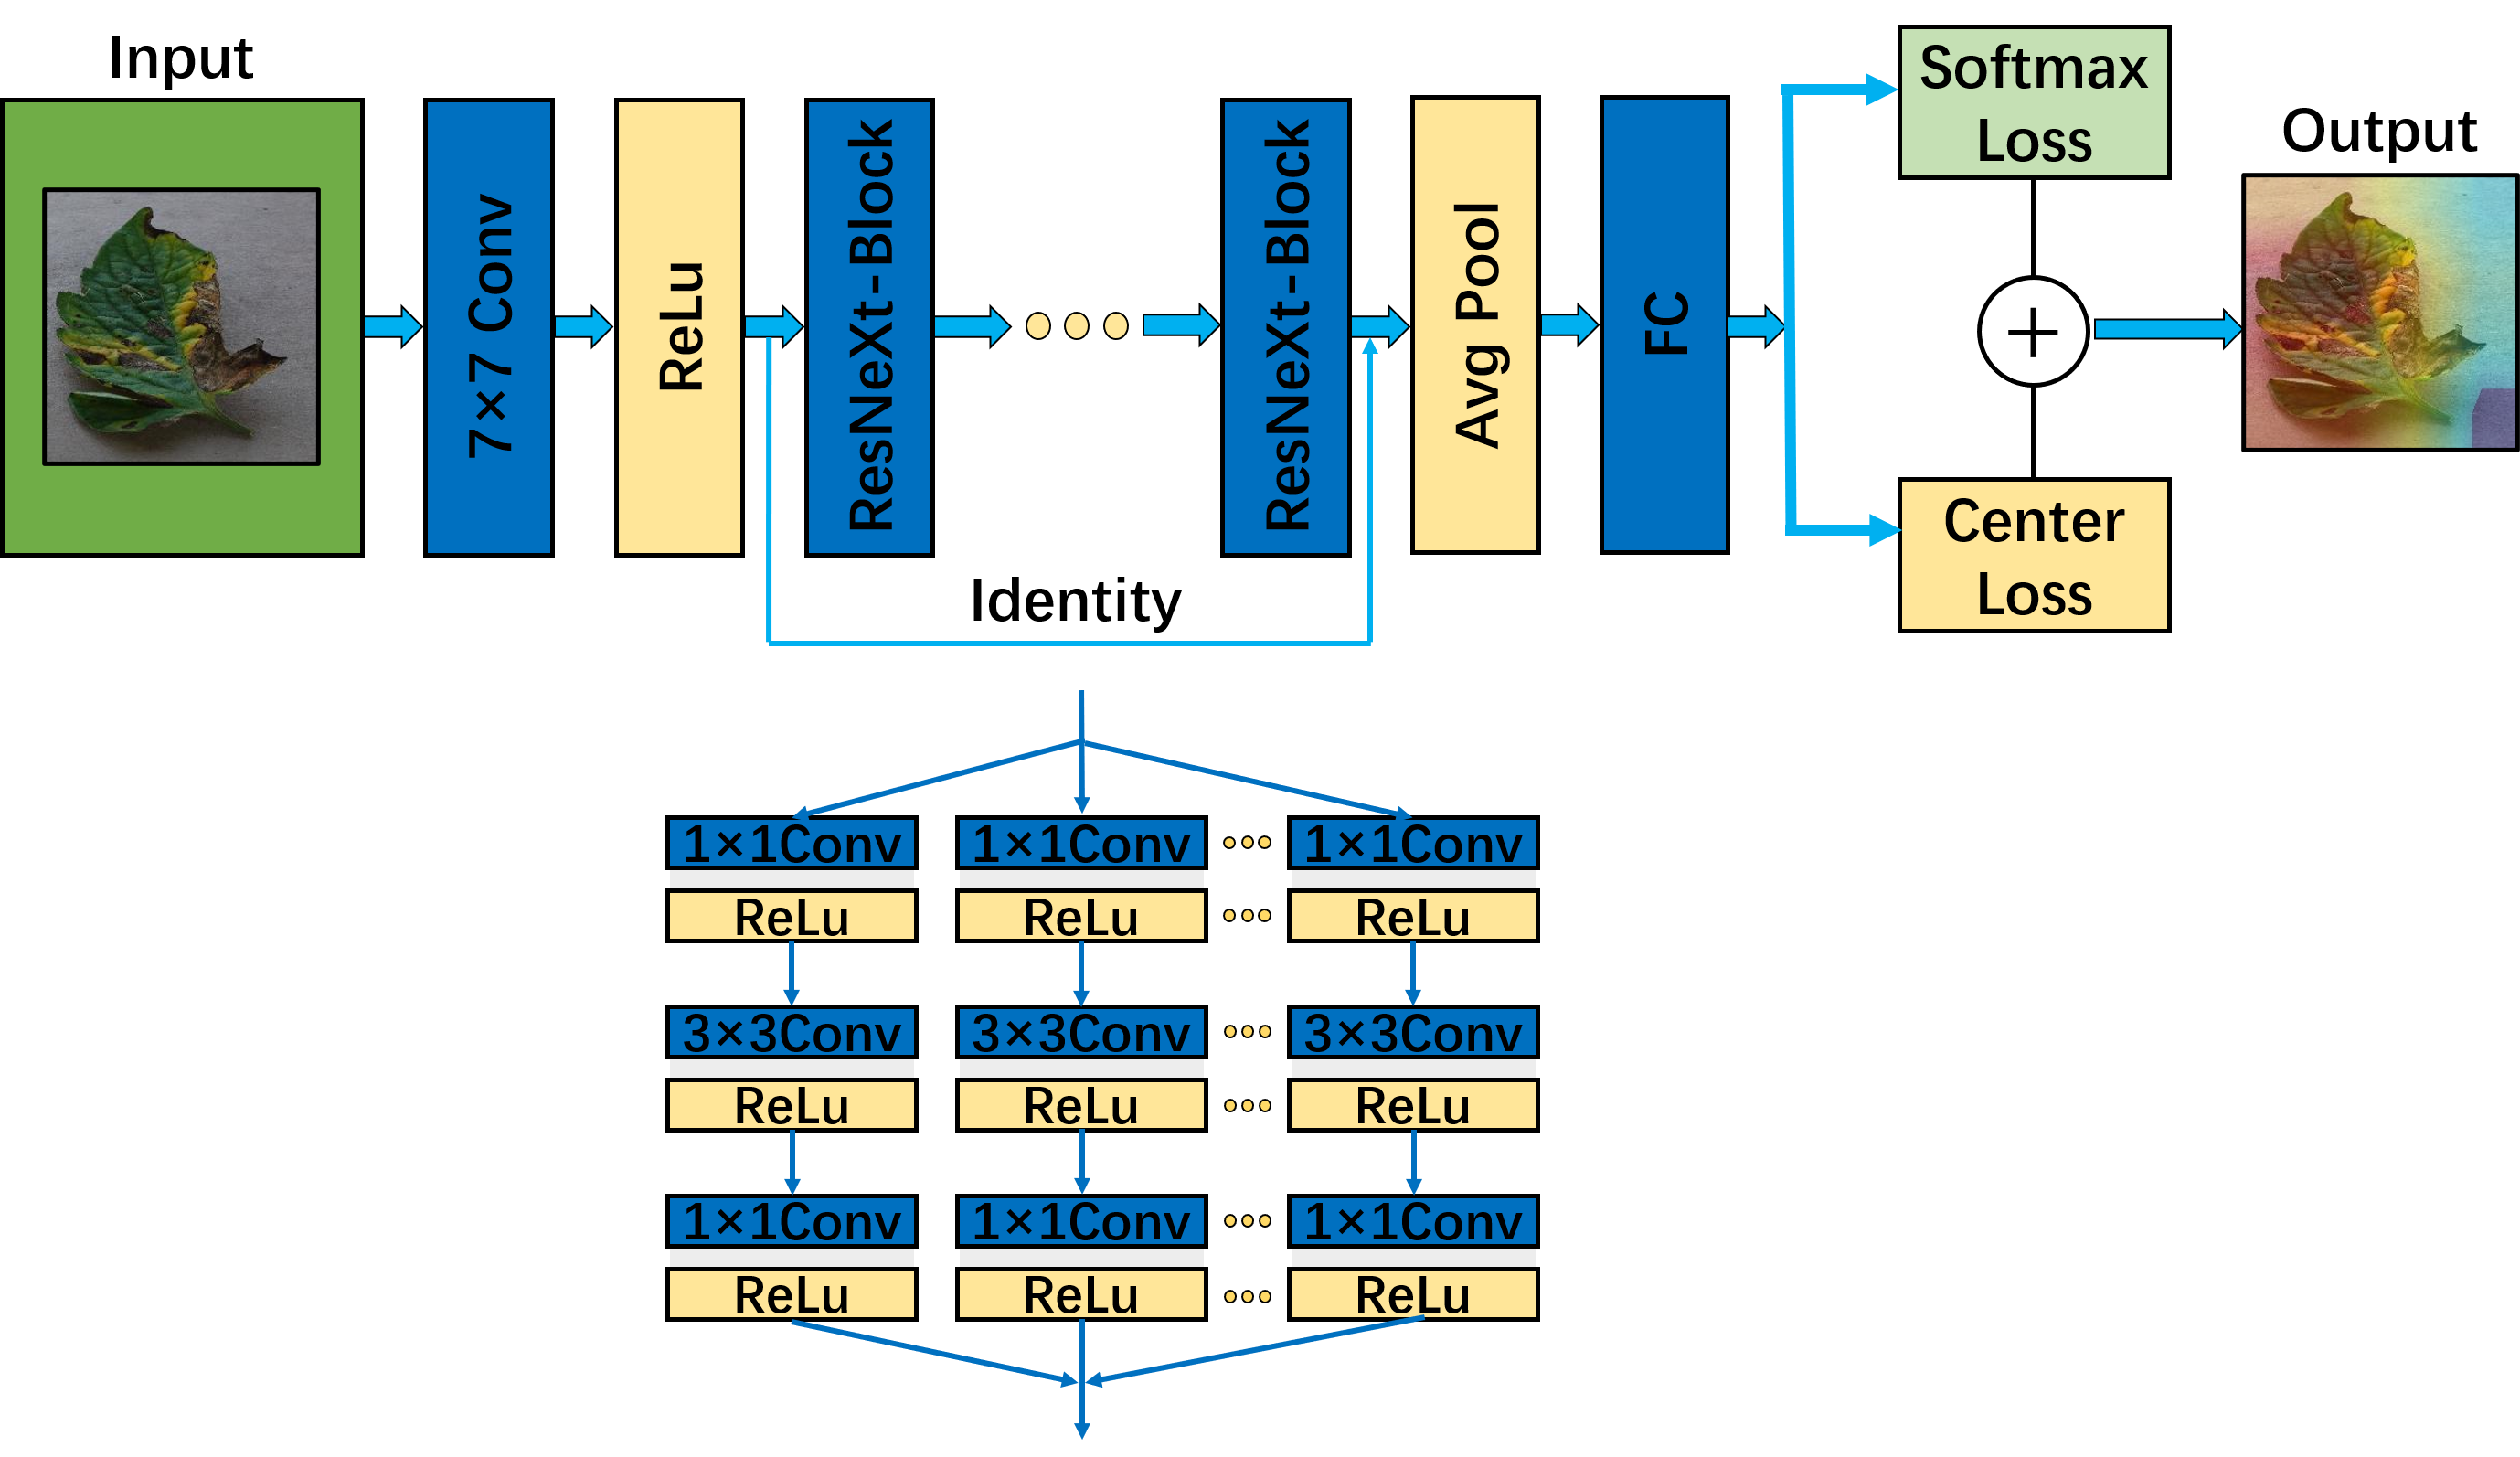 Input
7×7 Conv
ReLu
ResNeXt-Block
ResNeXt-Block
Avg Pool
FC
Softmax
Loss
+
Center
Loss
Output
Identity
1×1Conv 1×1Conv 1×1Conv
ReLu ReLu ReLu
3×3Conv 3×3Conv 3×3Conv
ReLu ReLu ReLu
1×1Conv 1×1Conv 1×1Conv
ReLu ReLu ReLu